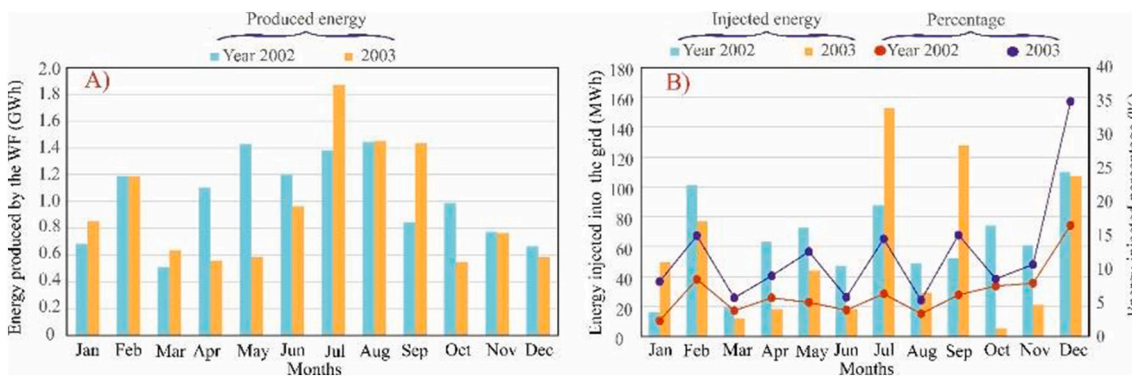 Produced energy
Year 2002 2003
A)
Energy produced by the WF (GWh)
2.0
1.8
1.6
1.4
1.2
1.0
0.8
0.6
0.4
0.2
0
Jan Feb Mar Apr May Jun Jul Aug Sep Oct Nov Dec
Months
Injected energy Percentage
Year 2002 2003 Year 2002 2003
B)
Energy injected into the grid (MWh)
180
160
140
120
100
80
60
40
20
0
40
35
30
25
20
15
10
5
0
Jan Feb Mar Apr May Jun Jul Aug Sep Oct Nov Dec
Months